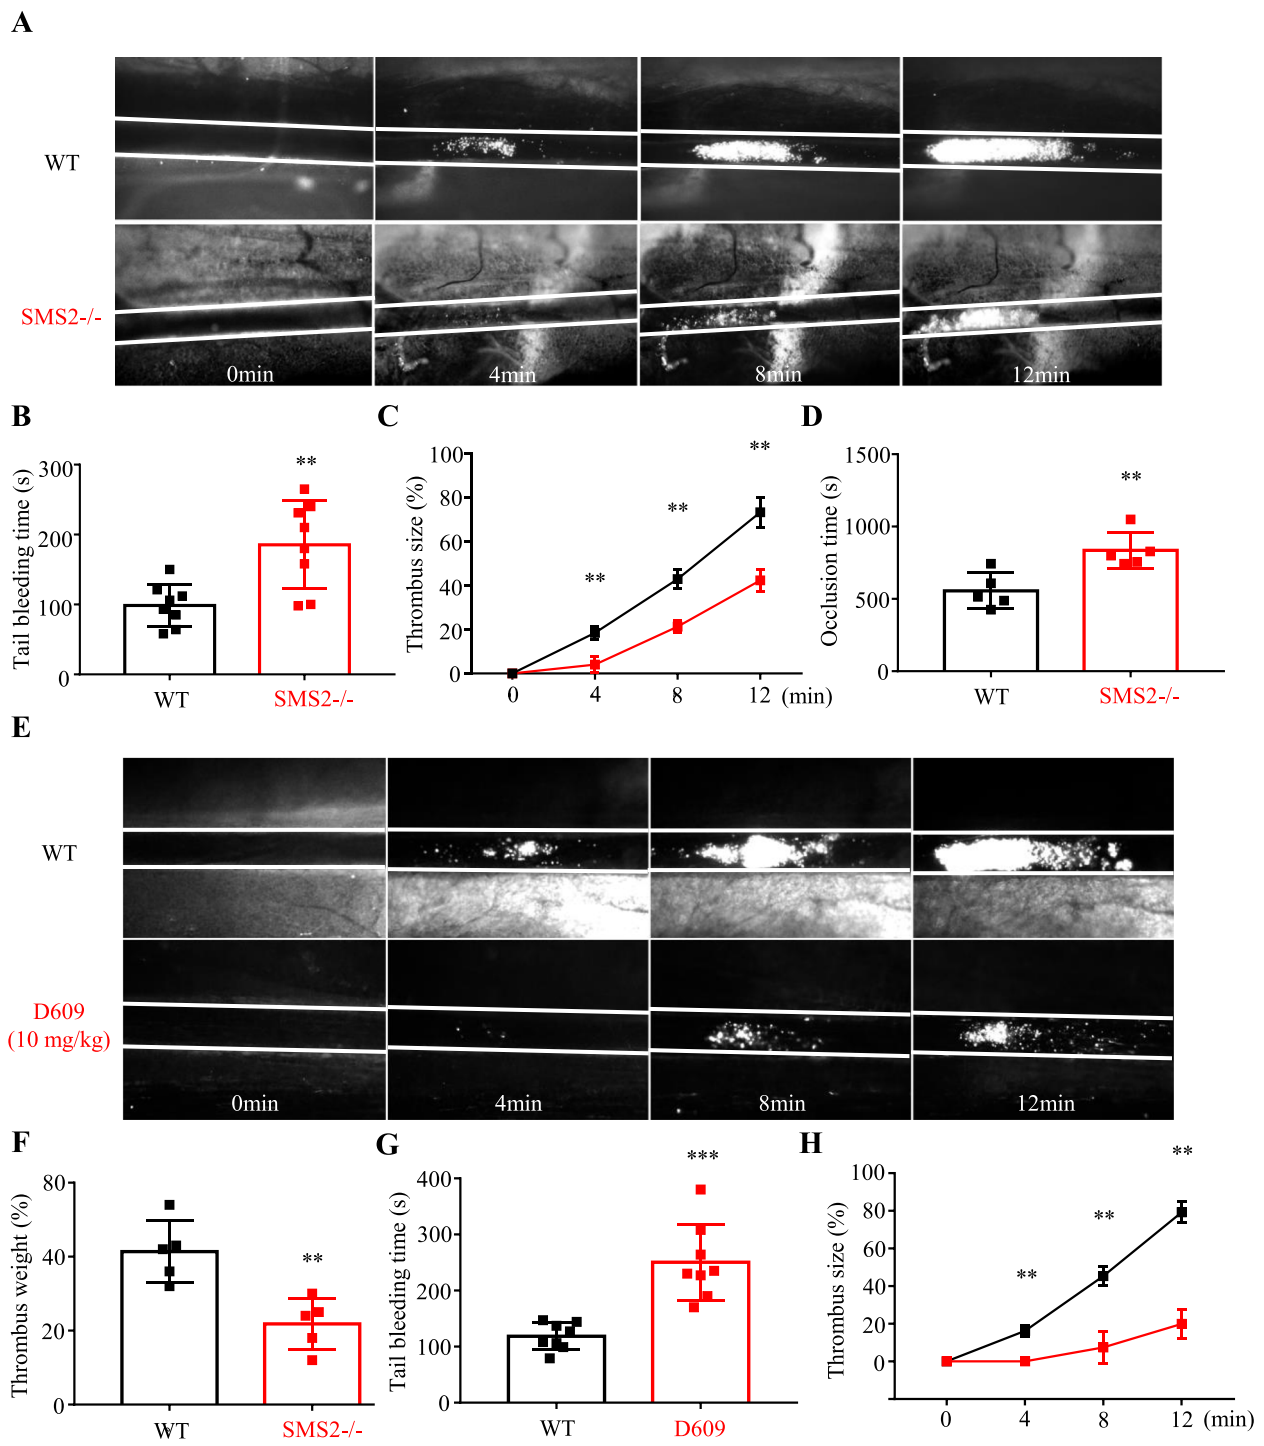 A
WT
SMS2-/-
0min
4min
8min
12min
B
C
D
Tail bleeding time (s)
300
200
100
0
**
WT
SMS2-/-
Thrombus size (%)
100
80
60
40
20
0
**
**
**
0
4
8
12
(min)
Occlusion time (s)
1500
1000
500
0
**
WT
SMS2-/-
E
WT
D609
(10 mg/kg)
0min
4min
8min
12min
F
G
H
Thrombus weight (%)
80
40
20
0
**
WT
SMS2-/-
Tail bleeding time (s)
400
300
200
100
0
***
WT
D609
Thrombus size (%)
100
80
60
40
20
0
**
**
**
0
4
8
12
(min)